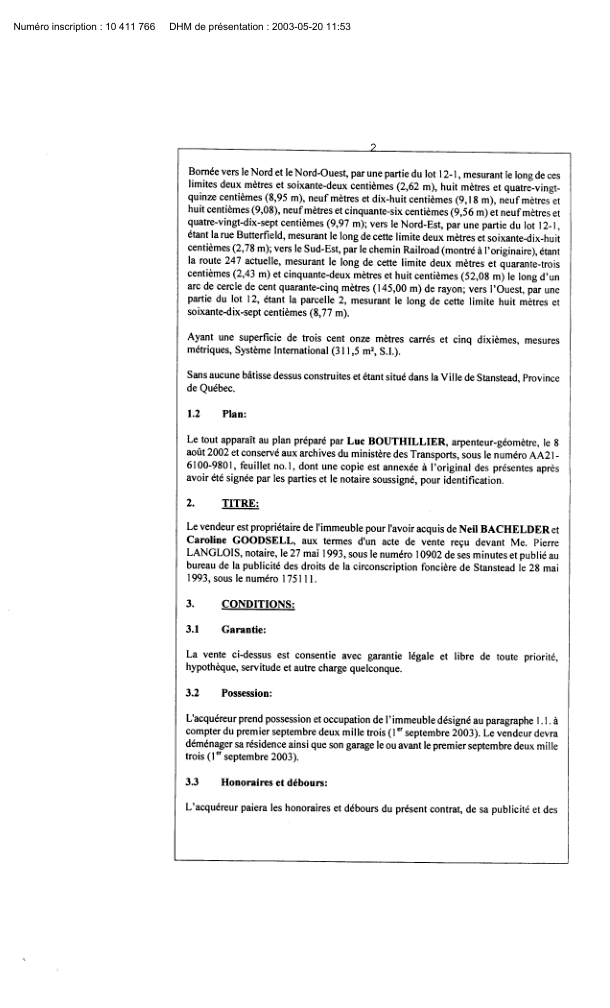 Numéro inscription : 10 411 766 DHM de présentation : 2003-05-20 11:53
2
Bornée vers le Nord et le Nord-Ouest, par une partie du lot 12-1, mesurant le long de ces
limites deux mètres et soixante-deux centièmes (2,62 m), huit mètres et quatre-vingt-
quinze centièmes (8,95 m), neuf mètres et dix-huit centièmes (9,18 m), neuf mètres et
huit centièmes (9,08), neuf mètres et cinquante-six centièmes (9,56 m) et neuf mètres et
quatre-vingt-dix-sept centièmes (9,97 m); vers le Nord-Est, par une partie du lot 12-1,
étant la rue Butterfield, mesurant le long de cette limite deux mètres et soixante-dix-huit
centièmes (2,78 m); vers le Sud-Est, par le chemin Railroad (montré à l'originaire), étant
la route 247 actuelle, mesurant le long de cette limite deux mètres et quarante-trois
centièmes (2,43 m) et cinquante-deux mètres et huit centièmes (52,08 m) le long d'un
arc de cercle de cent quarante-cinq mètres (145,00 m) de rayon; vers l'Ouest, par une
partie du lot 12, étant la parcelle 2, mesurant le long de cette limite huit mètres et
soixante-dix-sept centièmes (8,77 m).
Ayant une superficie de trois cent onze mètres carrés et cinq dixièmes, mesures
métriques, Système International (311,5 m², S.I.).
Sans aucune bâtisse dessus construites et étant situé dans la Ville de Stanstead, Province
de Québec.
1.2 Plan:
Le tout apparaît au plan préparé par Luc BOUTHILLIER, arpenteur-géomètre, le 8
août 2002 et conservé aux archives du ministère des Transports, sous le numéro AA21-
6100-9801, feuillet no.1, dont une copie est annexée à l'original des présentes après
avoir été signée par les parties et le notaire soussigné, pour identification.
2. TITRE:
Le vendeur est propriétaire de l'immeuble pour l'avoir acquis de Neil BACHELDER et
Caroline GOODSELL, aux termes d'un acte de vente reçu devant Me. Pierre
LANGLOIS, notaire, le 27 mai 1993, sous le numéro 10902 de ses minutes et publié au
bureau de la publicité des droits de la circonscription foncière de Stanstead le 28 mai
1993, sous le numéro 175111.
3. CONDITIONS:
3.1 Garantie:
La vente ci-dessus est consentie avec garantie légale et libre de toute priorité,
hypothèque, servitude et autre charge quelconque.
3.2 Possession:
L'acquéreur prend possession et occupation de l'immeuble désigné au paragraphe 1.1. à
compter du premier septembre deux mille trois (1er septembre 2003). Le vendeur devra
déménager sa résidence ainsi que son garage le ou avant le premier septembre deux mille
trois (1er septembre 2003).
3.3 Honoraires et débours:
L'acquéreur paiera les honoraires et débours du présent contrat, de sa publicité et des